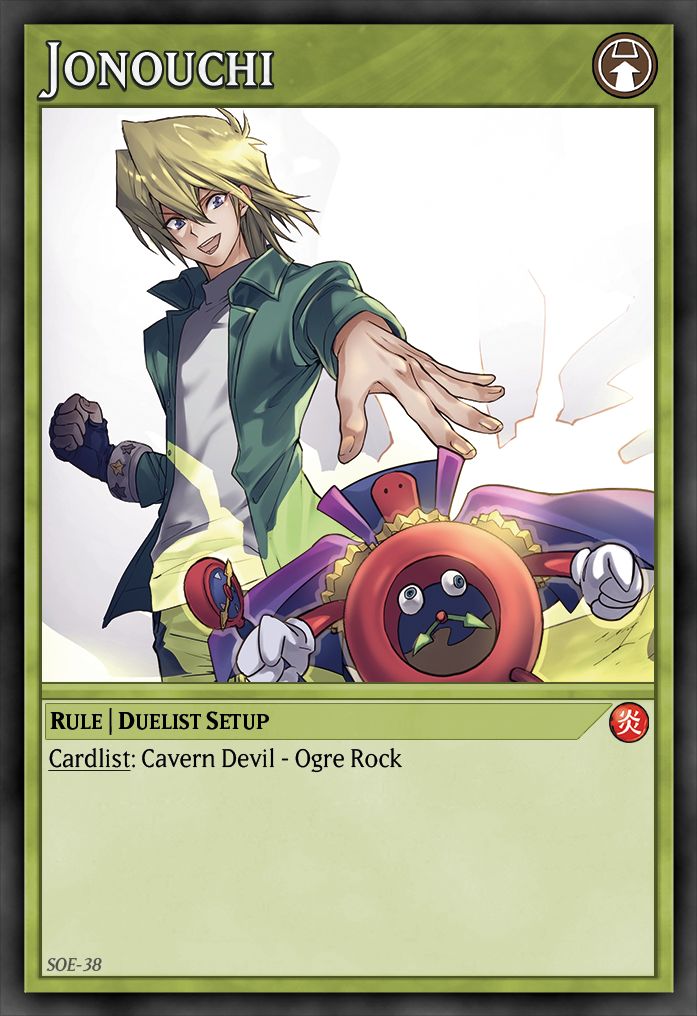 Jonouchi
Rule | Duelist Setup
炎
Cardlist: Cavern Devil - Ogre Rock
SOE-38